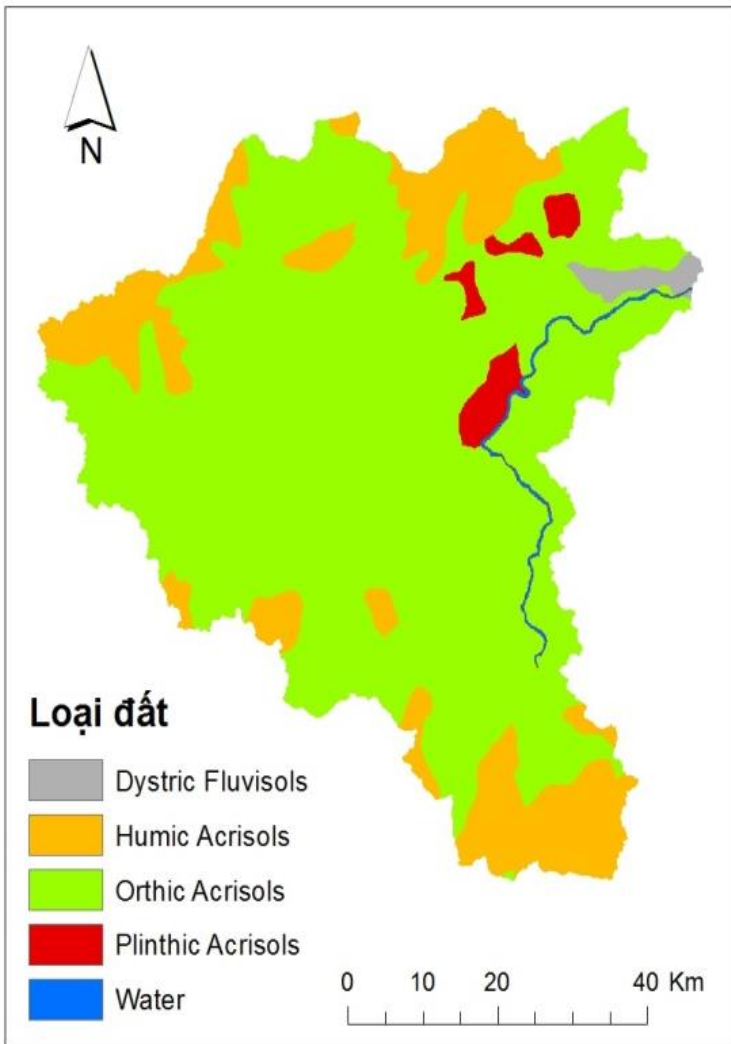 N
Loại đất
Dystric Fluvisols
Humic Acrisols
Orthic Acrisols
Plinthic Acrisols
Water
0 10 20 40 Km